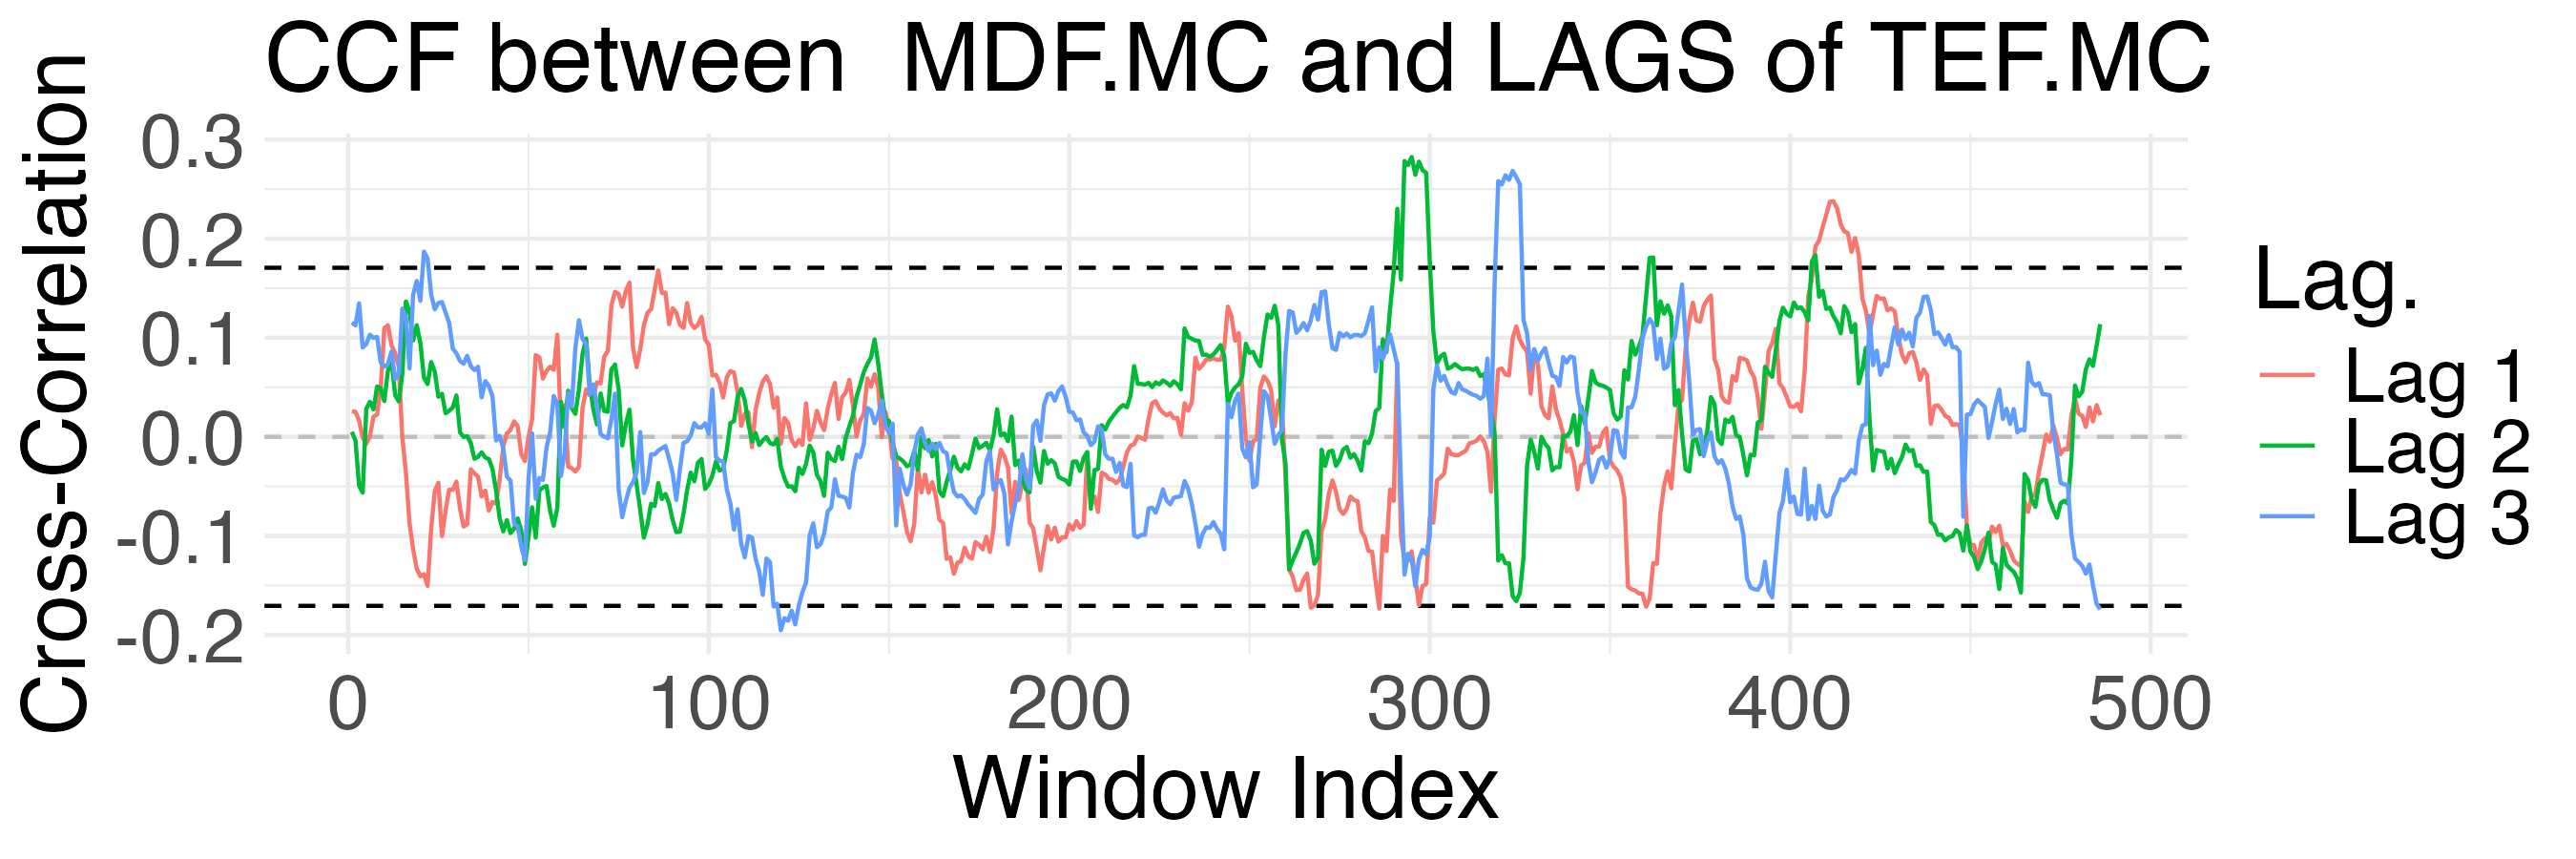 CCF between  MDF.MC and LAGS of TEF.MC
Cross-Correlation
0.3
0.2
0.1
0.0
-0.1
-0.2
0 100 200 300 400 500
Window Index
Lag.
Lag 1
Lag 2
Lag 3